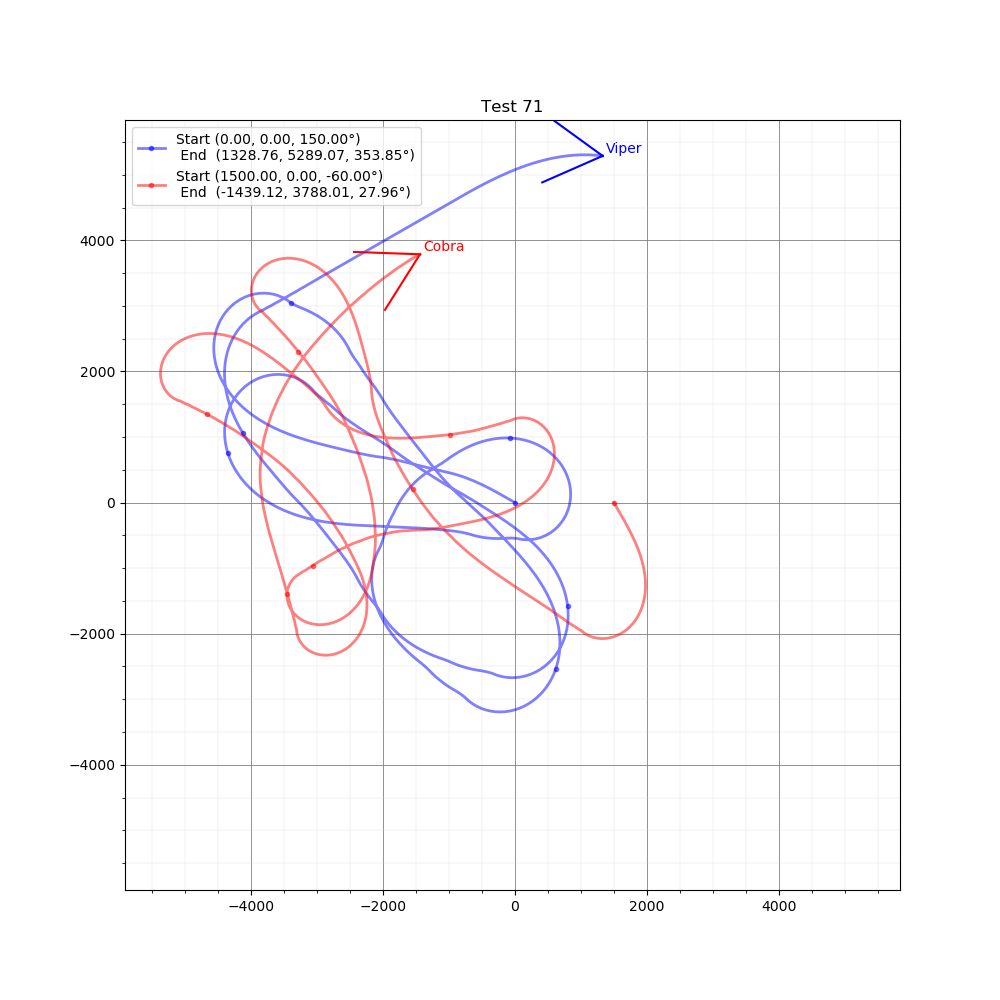 Test 71
Start (0.00, 0.00, 150.00°)
End  (1328.76, 5289.07, 353.85°)
Start (1500.00, 0.00, -60.00°)
End  (-1439.12, 3788.01, 27.96°)
Viper
Cobra
4000
2000
0
−2000
−4000
−4000 −2000 0 2000 4000